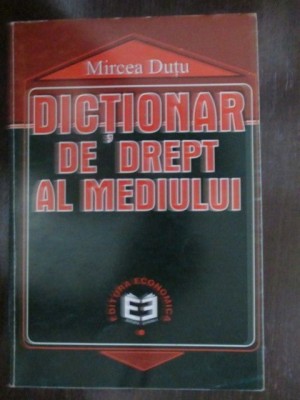 Mircea Duțu
DICȚIONAR
DE DREPT
AL MEDIULUI
EDITURA ECONOMICĂ